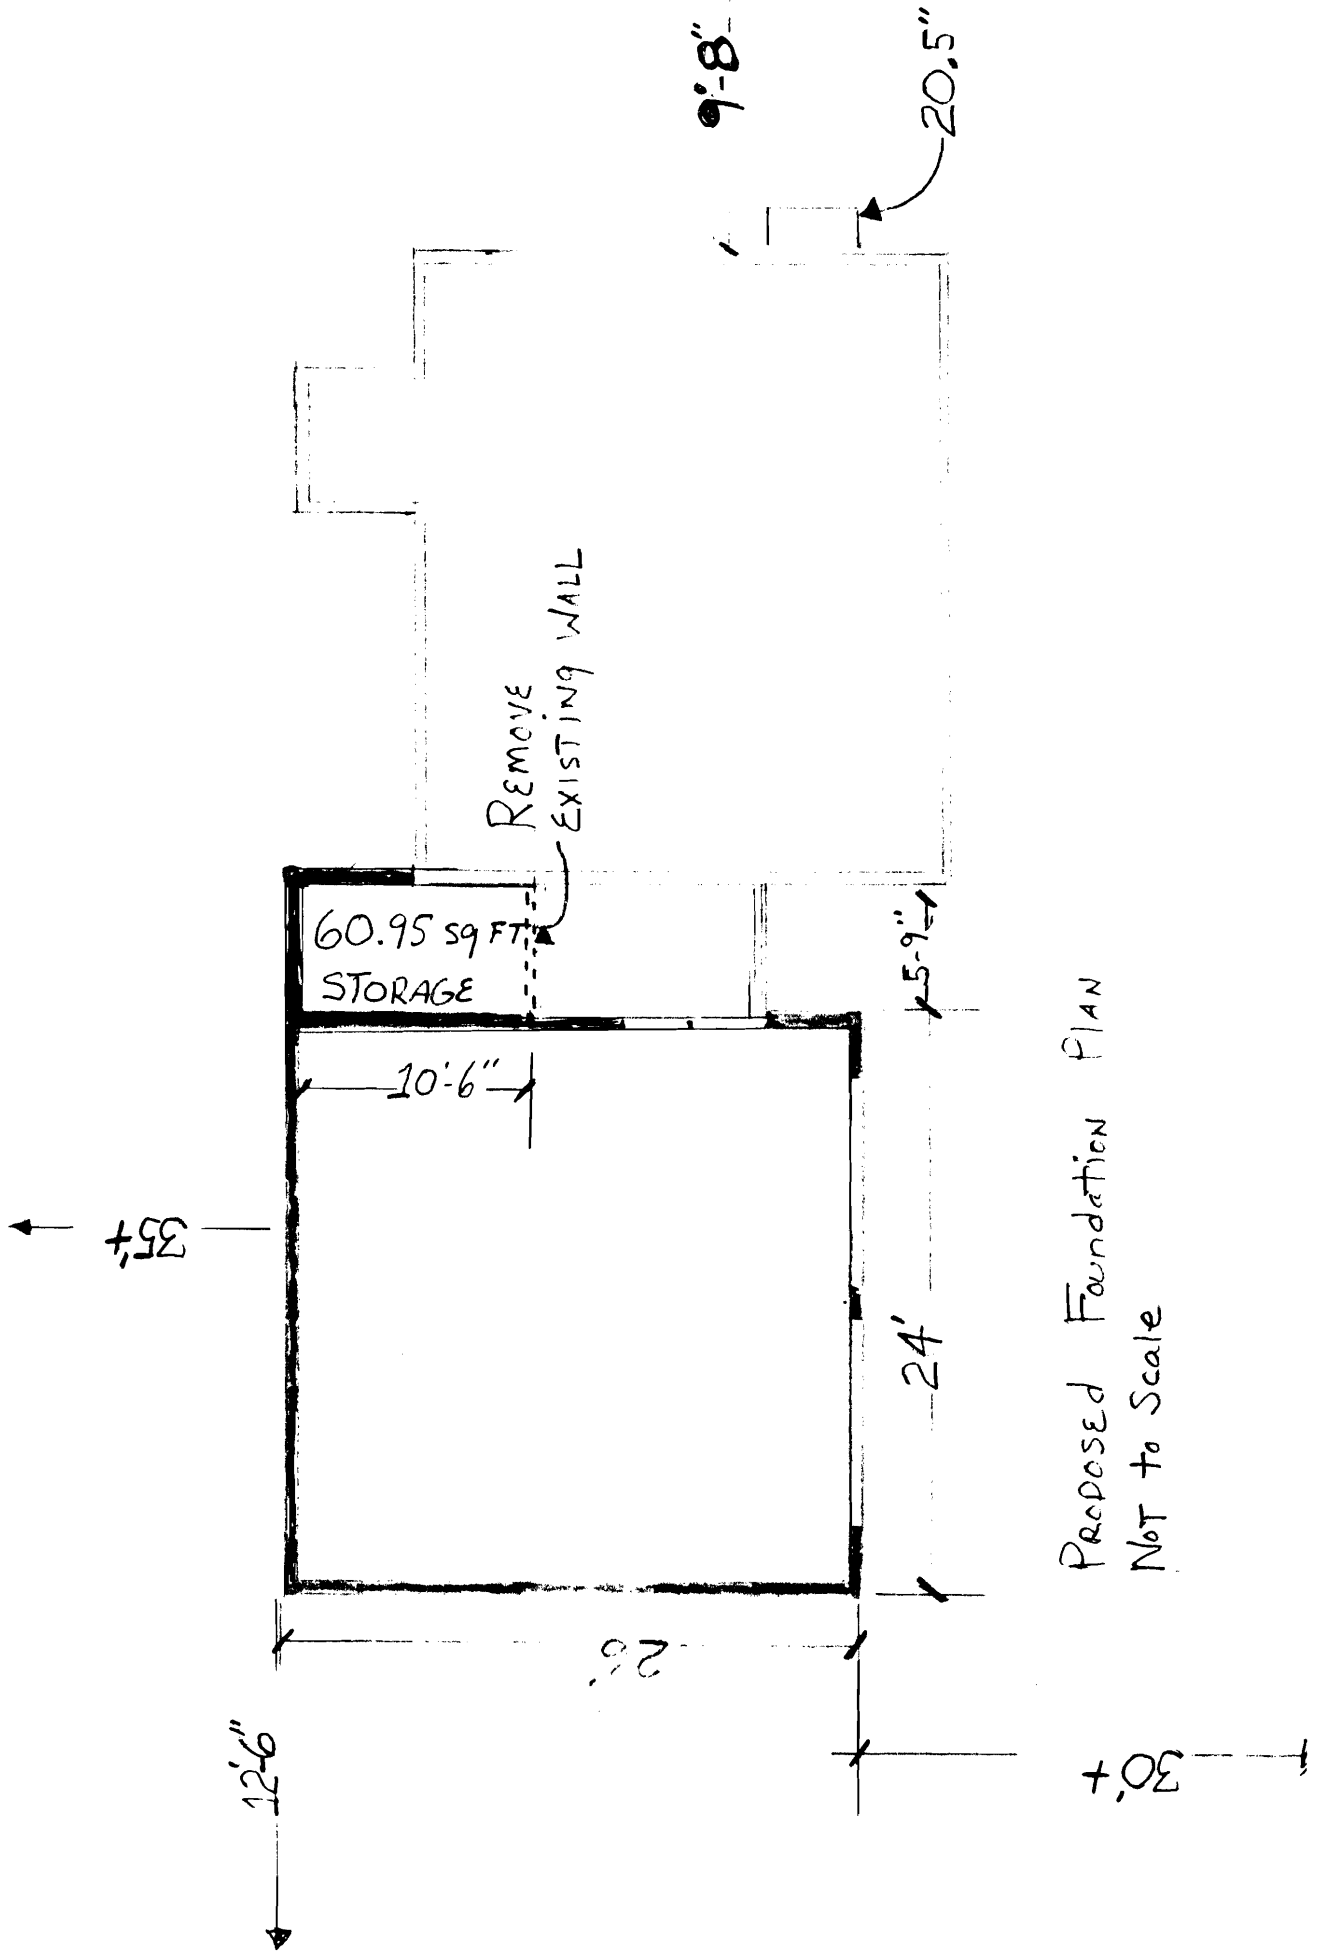 9'-8"
20.5"
REMOVE
EXISTING WALL
60.95 sq FT
STORAGE
5-9"
10'-6"
35'+
24'
26'
12'6"
30'+
PROPOSED Foundation PLAN
NOT to Scale